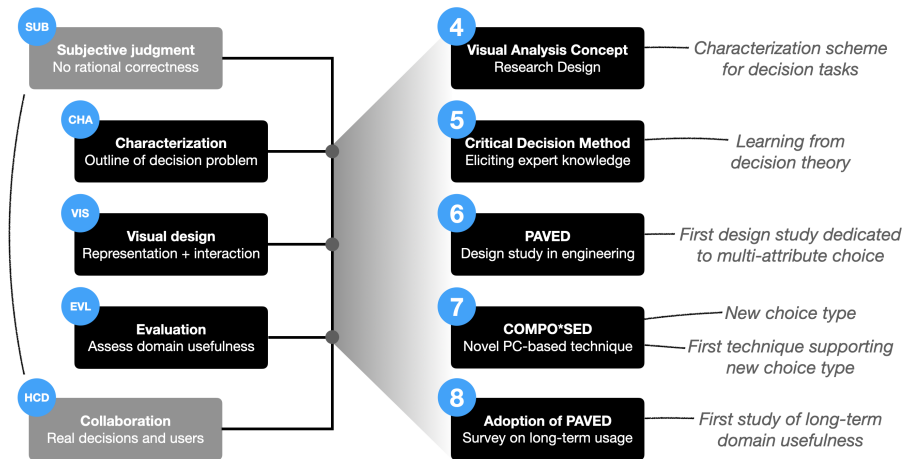 SUB
Subjective judgment
No rational correctness
CHA
Characterization
Outline of decision problem
VIS
Visual design
Representation + interaction
EVL
Evaluation
Assess domain usefulness
HCD
Collaboration
Real decisions and users
4
Visual Analysis Concept
Research Design
Characterization scheme
for decision tasks
5
Critical Decision Method
Eliciting expert knowledge
Learning from
decision theory
6
PAVED
Design study in engineering
First design study dedicated
to multi-attribute choice
7
COMPO*SED
Novel PC-based technique
New choice type
First technique supporting
new choice type
8
Adoption of PAVED
Survey on long-term usage
First study of long-term
domain usefulness